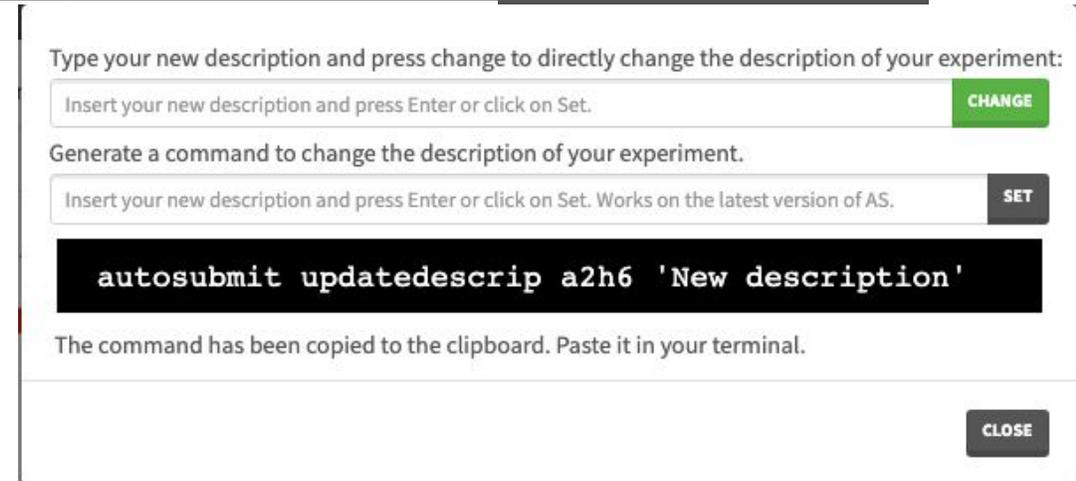 Type your new description and press change to directly change the description of your experiment:
Insert your new description and press Enter or click on Set.
CHANGE
Generate a command to change the description of your experiment.
Insert your new description and press Enter or click on Set. Works on the latest version of AS.
SET
autosubmit updatedescrip a2h6 'New description'
The command has been copied to the clipboard. Paste it in your terminal.
CLOSE